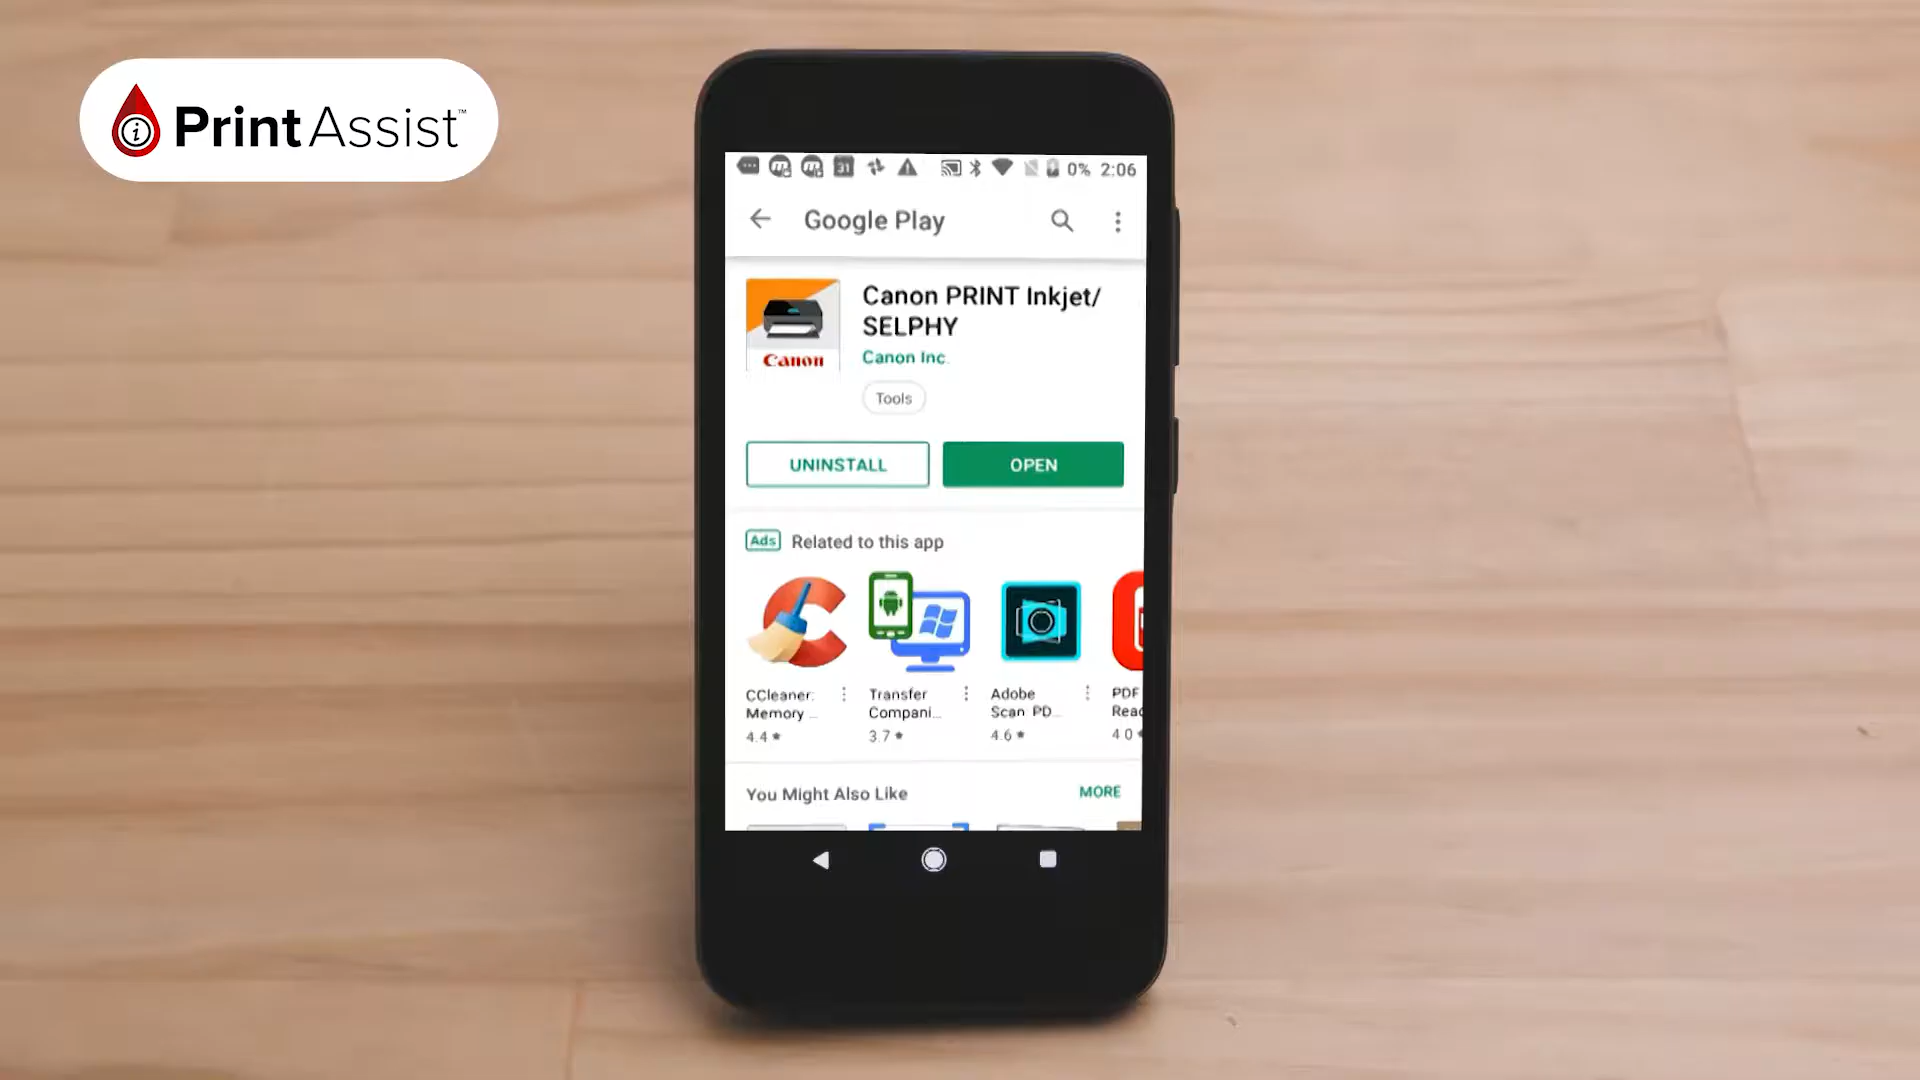 PrintAssist™
31
0% 2:06
Google Play
Canon
Canon PRINT Inkjet/
SELPHY
Canon Inc.
Tools
UNINSTALL
OPEN
Ads Related to this app
CCleaner:
Memory ...
4.4★
Transfer
Compani...
3.7★
Adobe
Scan PD...
4.6★
PDF
Read
4.0
You Might Also Like
MORE